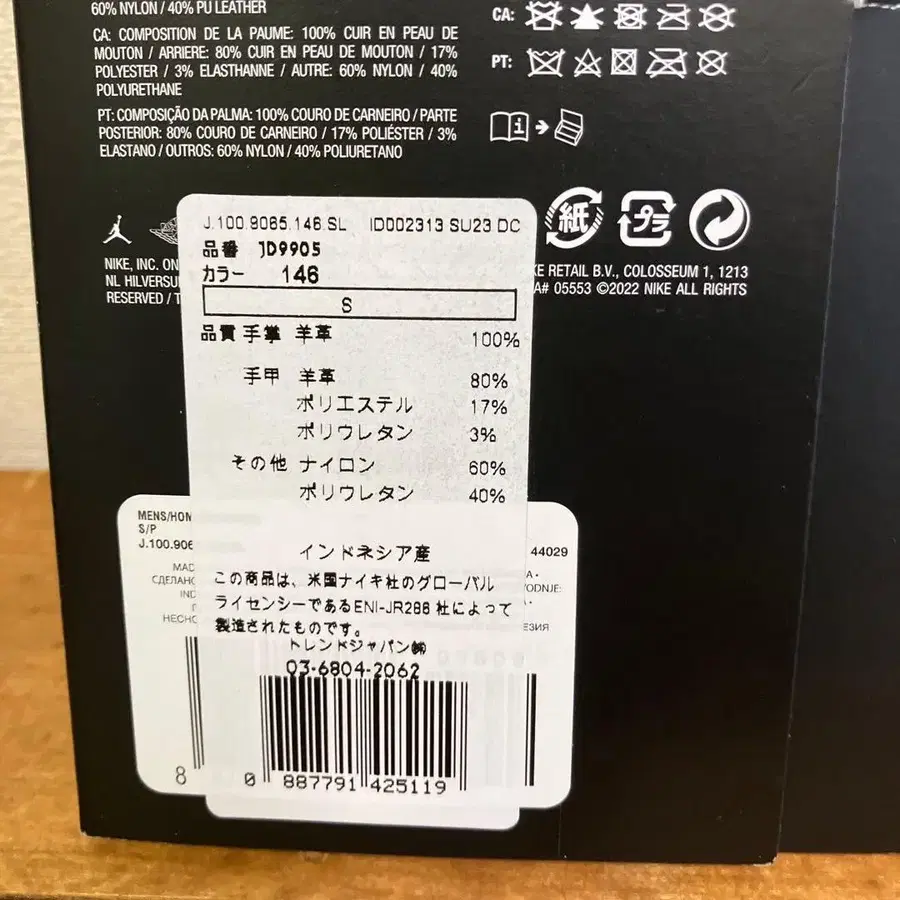 60% NYLON / 40% PU LEATHER
CA: COMPOSITION DE LA PAUME: 100% CUIR EN PEAU DE
MOUTON / ARRIERE: 80% CUIR EN PEAU DE MOUTON / 17%
POLYESTER / 3% ELASTHANNE / AUTRE: 60% NYLON / 40%
POLYURETHANE
PT: COMPOSIÇÃO DA PALMA: 100% COURO DE CARNEIRO / PARTE
POSTERIOR: 80% COURO DE CARNEIRO / 17% POLIÉSTER / 3%
ELASTANO / OUTROS: 60% NYLON / 40% POLIURETANO
CA:
PT:
紙 プラ
NIKE, INC. ON
NL HILVERSU
RESERVED / T
KE RETAIL B.V., COLOSSEUM 1, 1213
A# 05553 ©2022 NIKE ALL RIGHTS
J.100.9065.146.SL ID002313 SU23 DC
品番 JD9905
カラー 146
S
品質 手掌 羊革 100%
手甲 羊革 80%
ポリエステル 17%
ポリウレタン 3%
その他 ナイロン 60%
ポリウレタン 40%
インドネシア産
この商品は、米国ナイキ社のグローバル
ライセンシーであるENI-JR286 社によって
製造されたものです。
トレンドジャパン㈱
03-6804-2062
0 887791 425119
MENS/HOM
S/P
J.100.906
MAD
СДЕЛАНО
IND
HECHO
8
44029
A•
VODNJE:
ЕЗИЯ